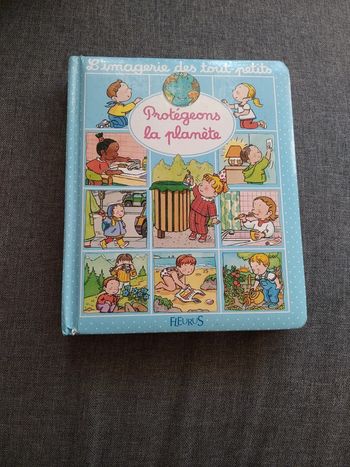 L'imagerie des tout-petits
Protégeons
la planète
FLEURUS